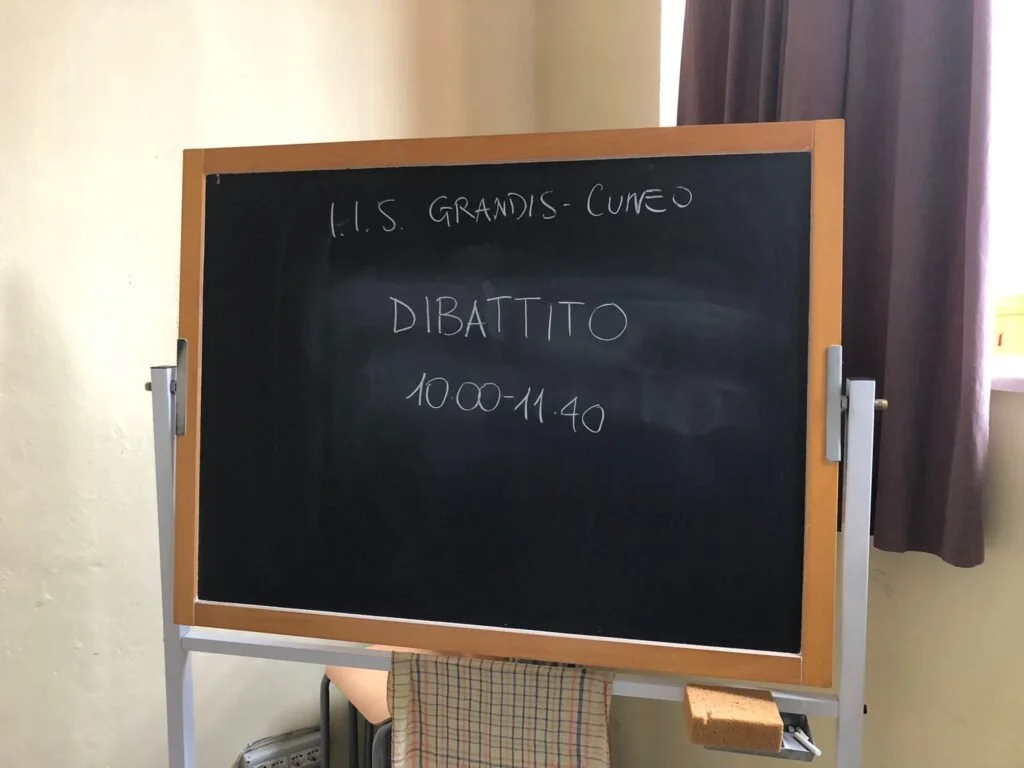 I.I.S. GRANDIS - CUNEO
DIBATTITO
10.00-11.40